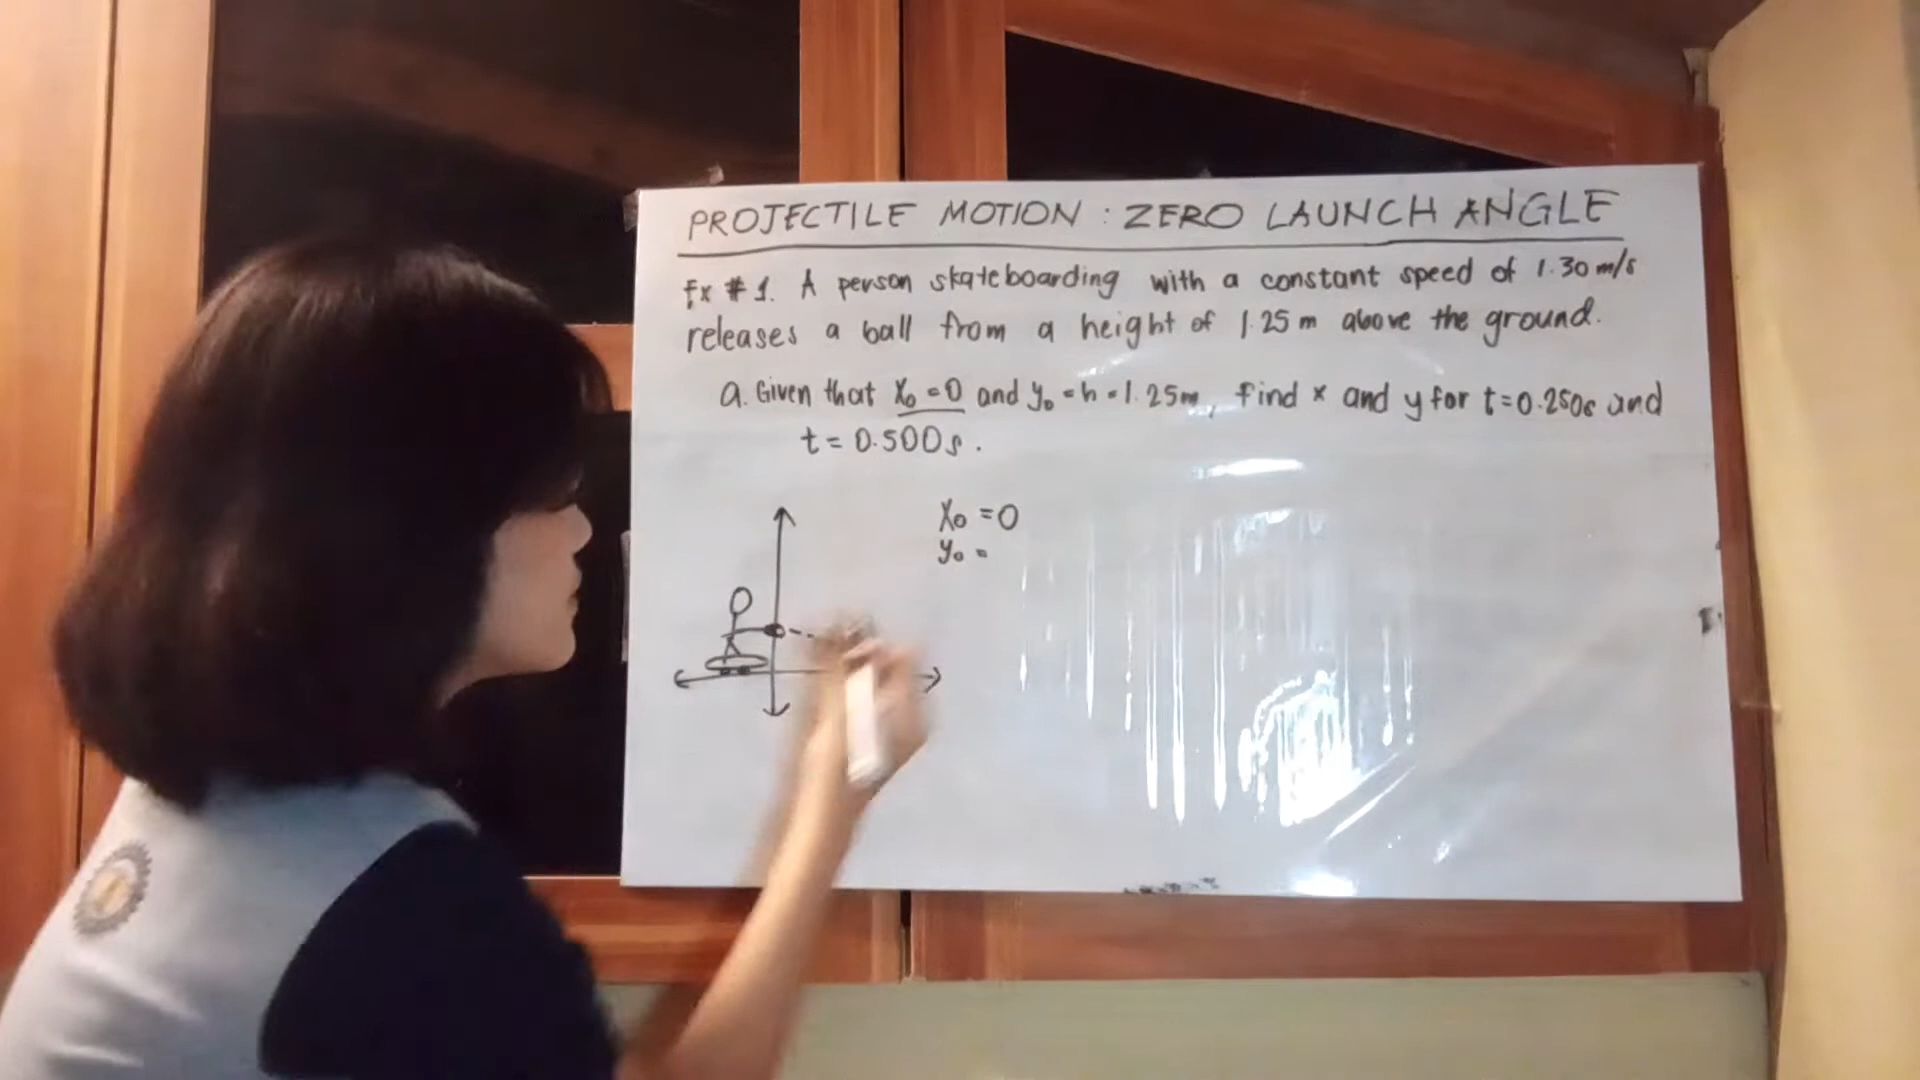 PROJECTILE MOTION : ZERO LAUNCH ANGLE
Ex # 1. A person skateboarding with a constant speed of 1.30 m/s
releases a ball from a height of 1.25 m above the ground.
a. Given that x₀ = 0 and y₀ = h = 1.25m, find x and y for t = 0.250s and
t = 0.500s.
x₀ = 0
y₀ =